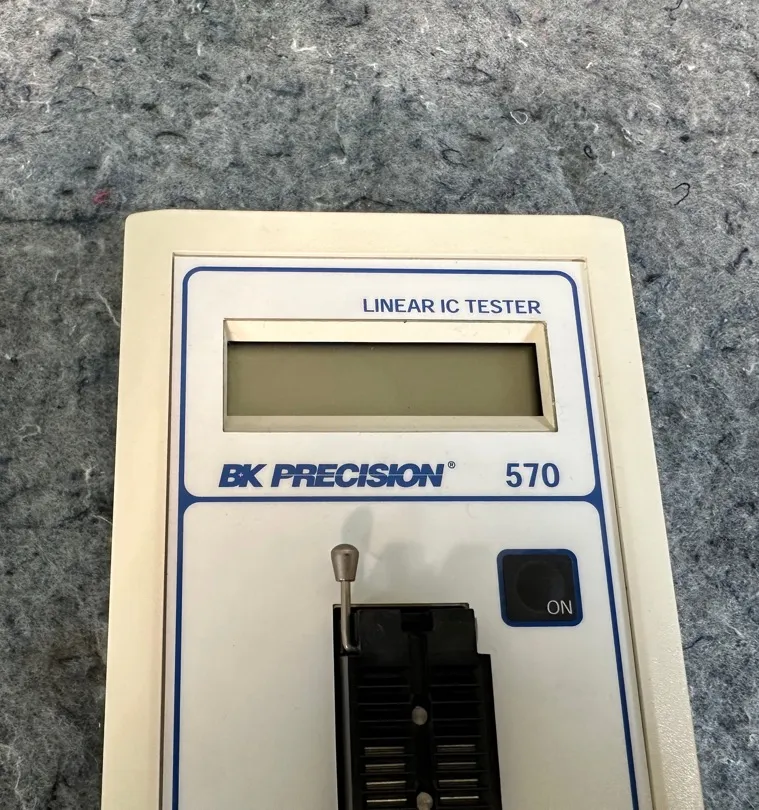 LINEAR IC TESTER
BK PRECISION® 570
ON